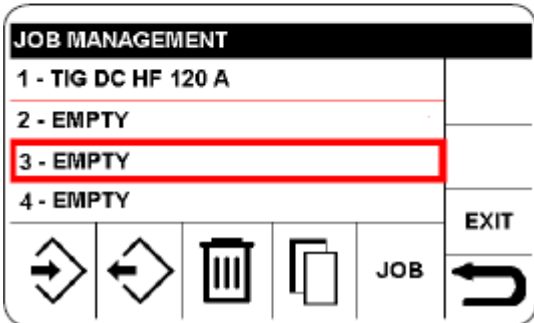 JOB MANAGEMENT
1 - TIG DC HF 120 A
2 - EMPTY
3 - EMPTY
4 - EMPTY
EXIT
JOB